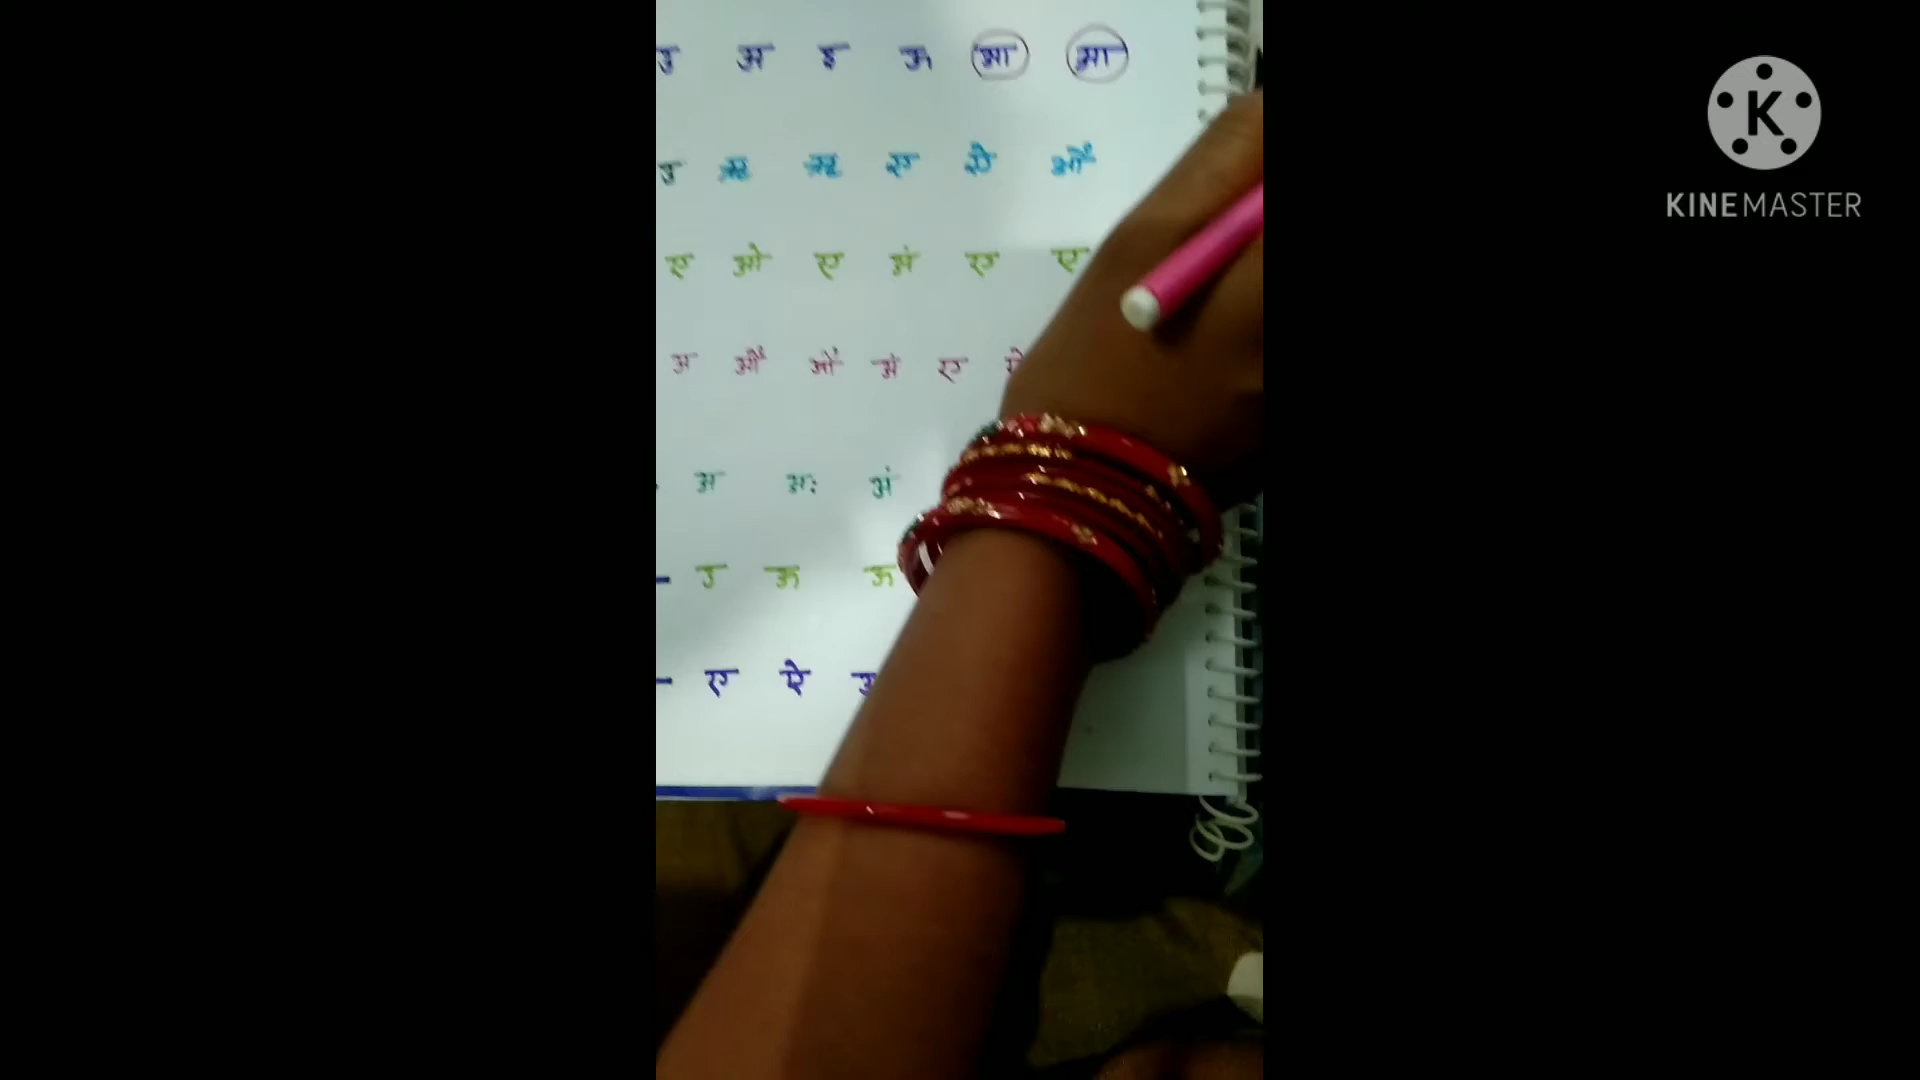 उ अ इ ऊ आ आ
उ ऋ ऋ ए ऐ औ
ए ओ ए अं ए ए
अ औ ओ अं ए ऐ
अ अः अं
- उ ऊ ऊ
- ए ऐ उ
K
KINEMASTER